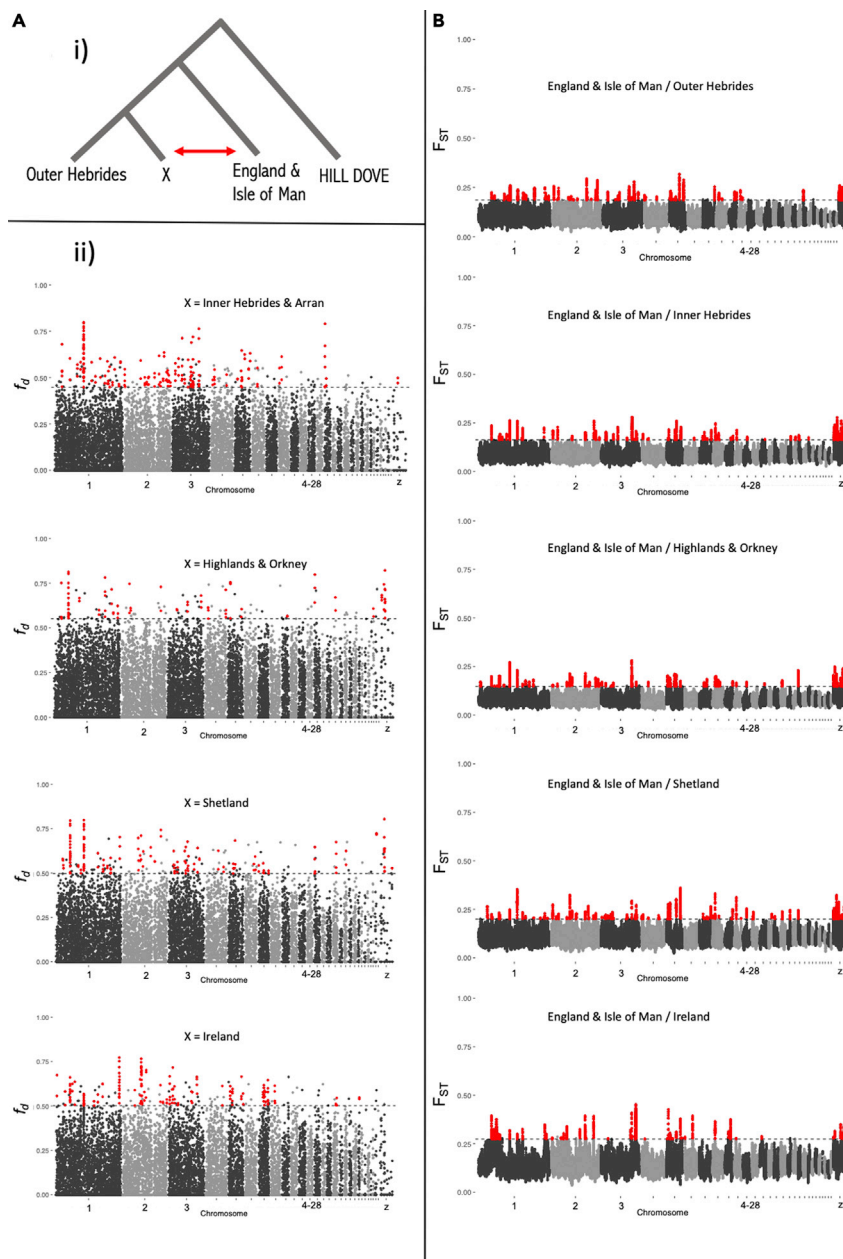 A
i)
Outer Hebrides
X
England &
Isle of Man
HILL DOVE
ii)
X = Inner Hebrides & Arran
1.00
0.75
0.50
0.25
0.00
fd
1
2
3
Chromosome
4-28
z
X = Highlands & Orkney
1.00
0.75
0.50
0.25
0.00
fd
1
2
3
Chromosome
4-28
z
X = Shetland
1.00
0.75
0.50
0.25
0.00
fd
1
2
3
Chromosome
4-28
z
X = Ireland
1.00
0.75
0.50
0.25
0.00
fd
1
2
3
Chromosome
4-28
z
B
England & Isle of Man / Outer Hebrides
1.00
0.75
0.50
0.25
0.00
FST
1
2
3
Chromosome
4-28
z
England & Isle of Man / Inner Hebrides
1.00
0.75
0.50
0.25
0.00
FST
1
2
3
Chromosome
4-28
z
England & Isle of Man / Highlands & Orkney
1.00
0.75
0.50
0.25
0.00
FST
1
2
3
Chromosome
4-28
z
England & Isle of Man / Shetland
1.00
0.75
0.50
0.25
0.00
FST
1
2
3
Chromosome
4-28
z
England & Isle of Man / Ireland
1.00
0.75
0.50
0.25
0.00
FST
1
2
3
Chromosome
4-28
z